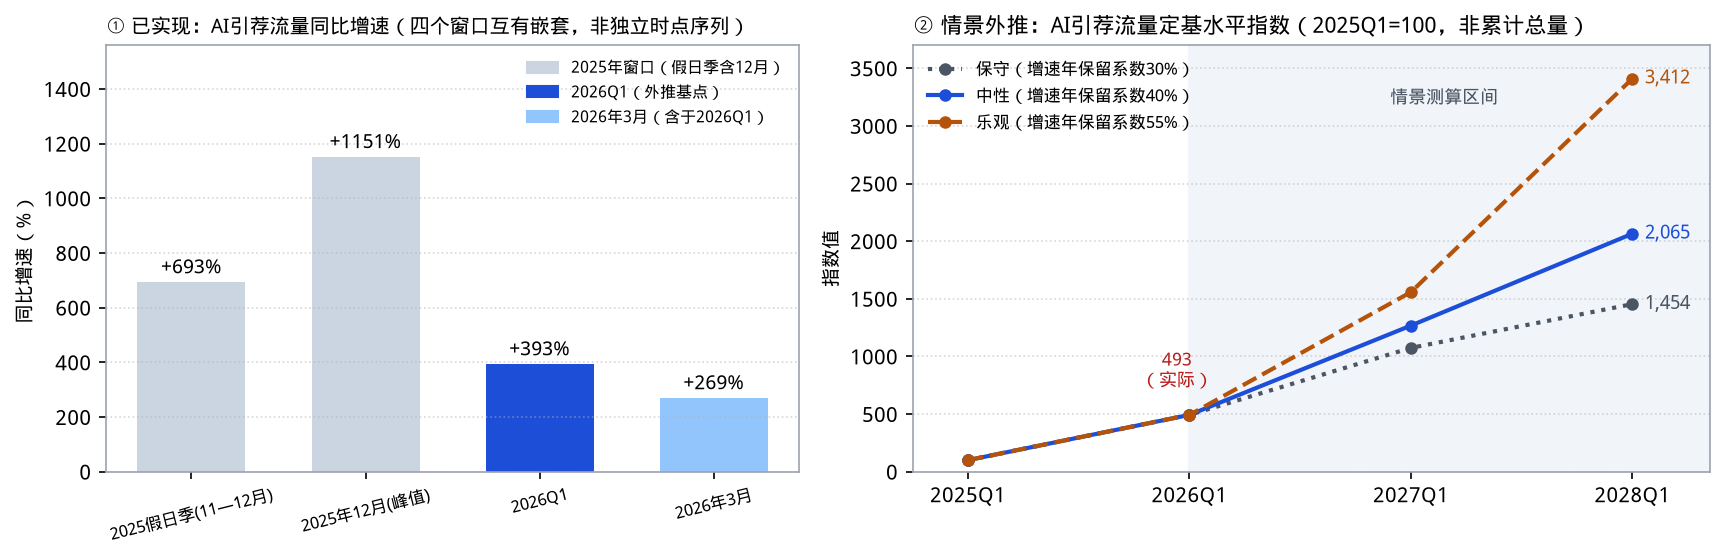 ① 已实现：AI引荐流量同比增速（四个窗口互有嵌套，非独立时点序列）
同比增速（%）
1400
1200
1000
800
600
400
200
0
2025年窗口（假日季含12月）
2026Q1（外推基点）
2026年3月（含于2026Q1）
+693%
+1151%
+393%
+269%
2025假日季(11—12月)
2025年12月(峰值)
2026Q1
2026年3月
② 情景外推：AI引荐流量定基水平指数（2025Q1=100，非累计总量）
指数值
3500
3000
2500
2000
1500
1000
500
0
保守（增速年保留系数30%）
中性（增速年保留系数40%）
乐观（增速年保留系数55%）
情景测算区间
3,412
2,065
1,454
493
（实际）
2025Q1
2026Q1
2027Q1
2028Q1